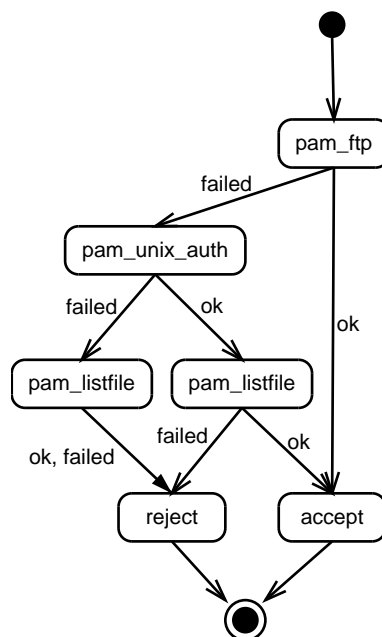 pam_ftp
failed
pam_unix_auth
failed
ok
ok
pam_listfile
pam_listfile
ok, failed
failed
ok
reject
accept